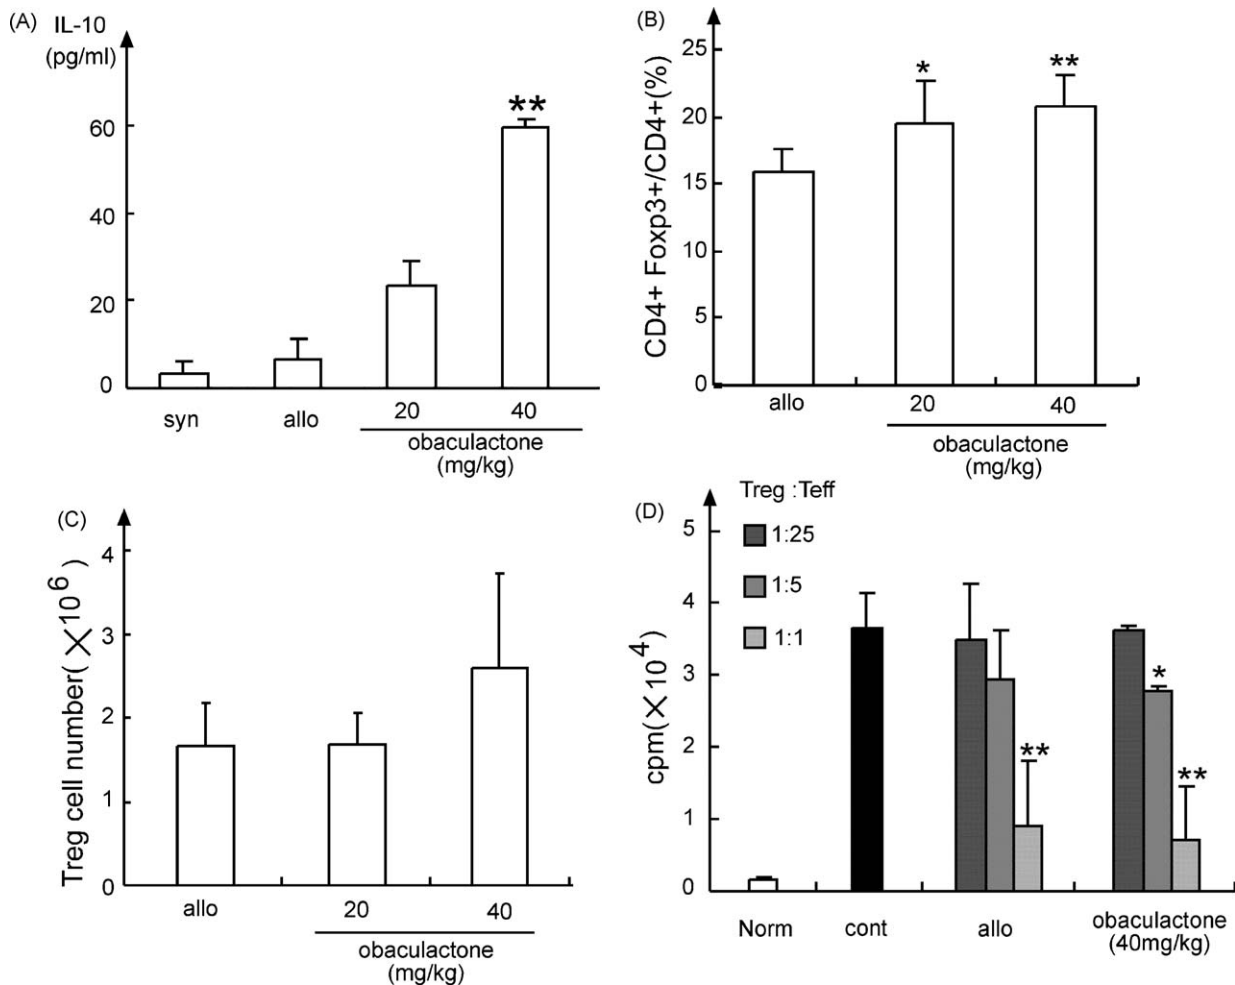 (A) IL-10
(pg/ml)
60
40
20
0
**
syn allo 20 40
obaculactone
(mg/kg)
(B)
CD4+ Foxp3+/CD4+(%)
25
20
15
10
5
0
* **
allo 20 40
obaculactone
(mg/kg)
(C)
Treg cell number(×10⁶)
4
3
2
1
0
allo 20 40
obaculactone
(mg/kg)
(D)
cpm(×10⁴)
5
4
3
2
1
0
Treg :Teff
1:25
1:5
1:1
** * **
Norm cont allo obaculactone
(40mg/kg)